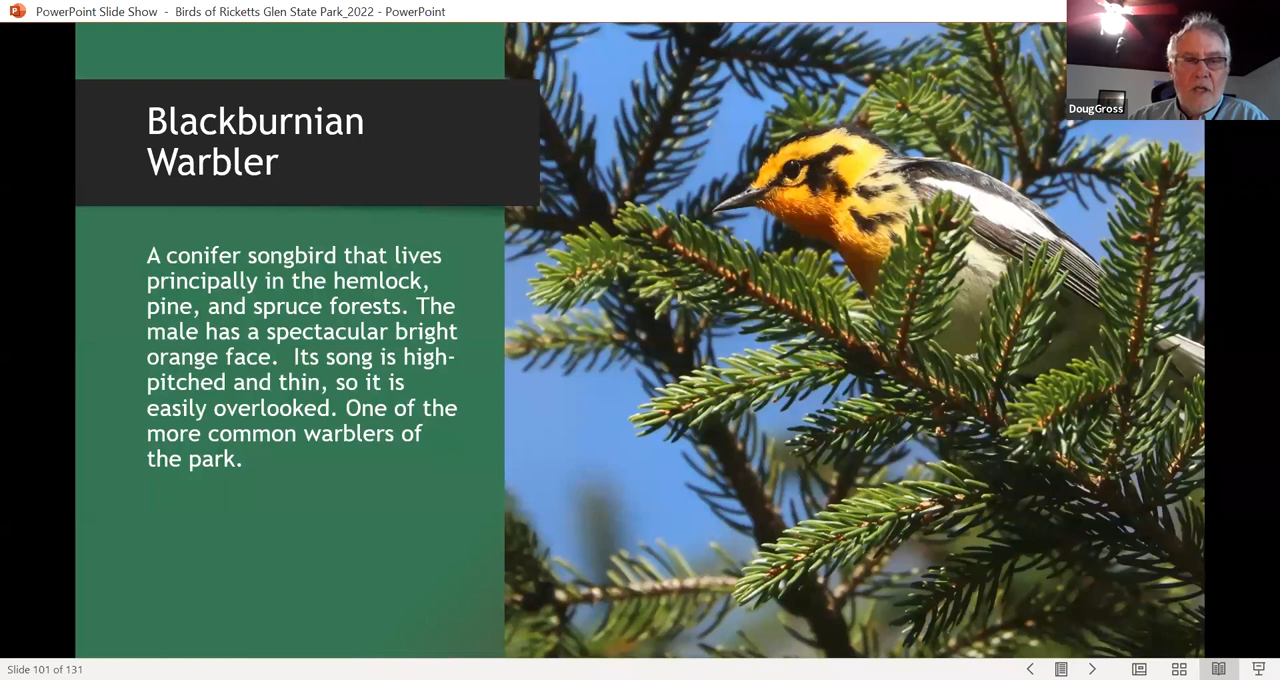 PowerPoint Slide Show - Birds of Ricketts Glen State Park_2022 - PowerPoint
DougGross
Blackburnian
Warbler
A conifer songbird that lives
principally in the hemlock,
pine, and spruce forests. The
male has a spectacular bright
orange face.  Its song is high-
pitched and thin, so it is
easily overlooked. One of the
more common warblers of
the park.
Slide 101 of 131